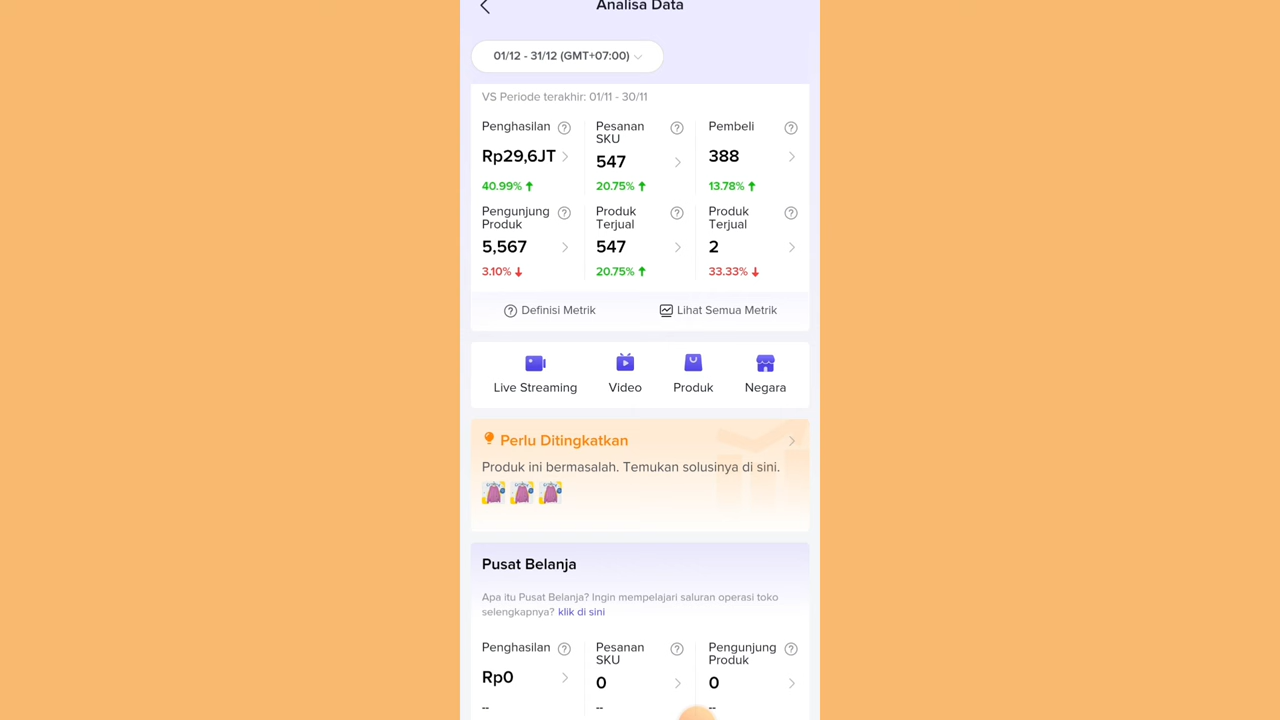 Analisa Data
01/12 - 31/12 (GMT+07:00)
VS Periode terakhir: 01/11 - 30/11
Penghasilan
Rp29,6JT
40.99%
Pesanan
SKU
547
20.75%
Pembeli
388
13.78%
Pengunjung
Produk
5,567
3.10%
Produk
Terjual
547
20.75%
Produk
Terjual
2
33.33%
Definisi Metrik
Lihat Semua Metrik
Live Streaming
Video
Produk
Negara
Perlu Ditingkatkan
Produk ini bermasalah. Temukan solusinya di sini.
Pusat Belanja
Apa itu Pusat Belanja? Ingin mempelajari saluran operasi toko
selengkapnya? klik di sini
Penghasilan
Rp0
--
Pesanan
SKU
0
--
Pengunjung
Produk
0
--